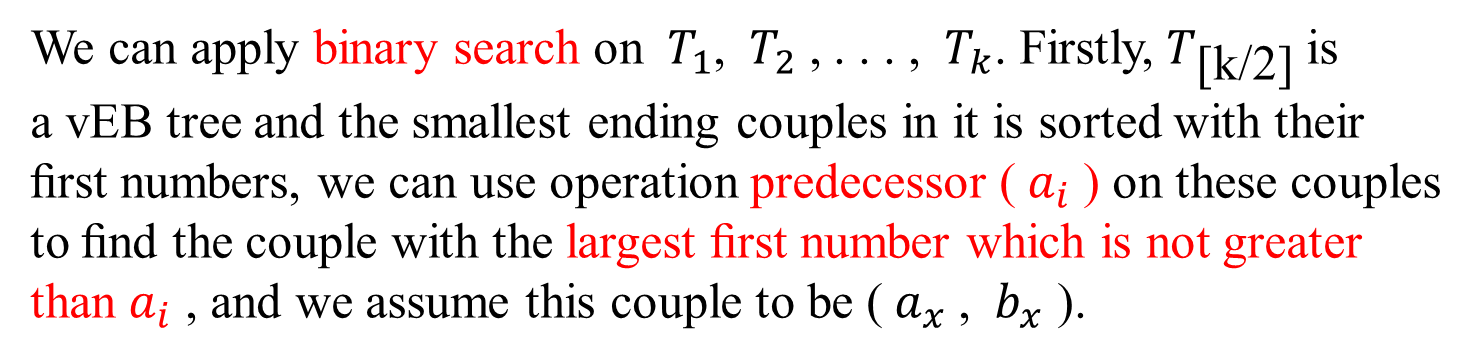 We can apply binary search on T₁, T₂ ,..., Tₖ. Firstly, T[k/2] is
a vEB tree and the smallest ending couples in it is sorted with their
first numbers, we can use operation predecessor ( aᵢ ) on these couples
to find the couple with the largest first number which is not greater
than aᵢ , and we assume this couple to be ( aₓ , bₓ ).